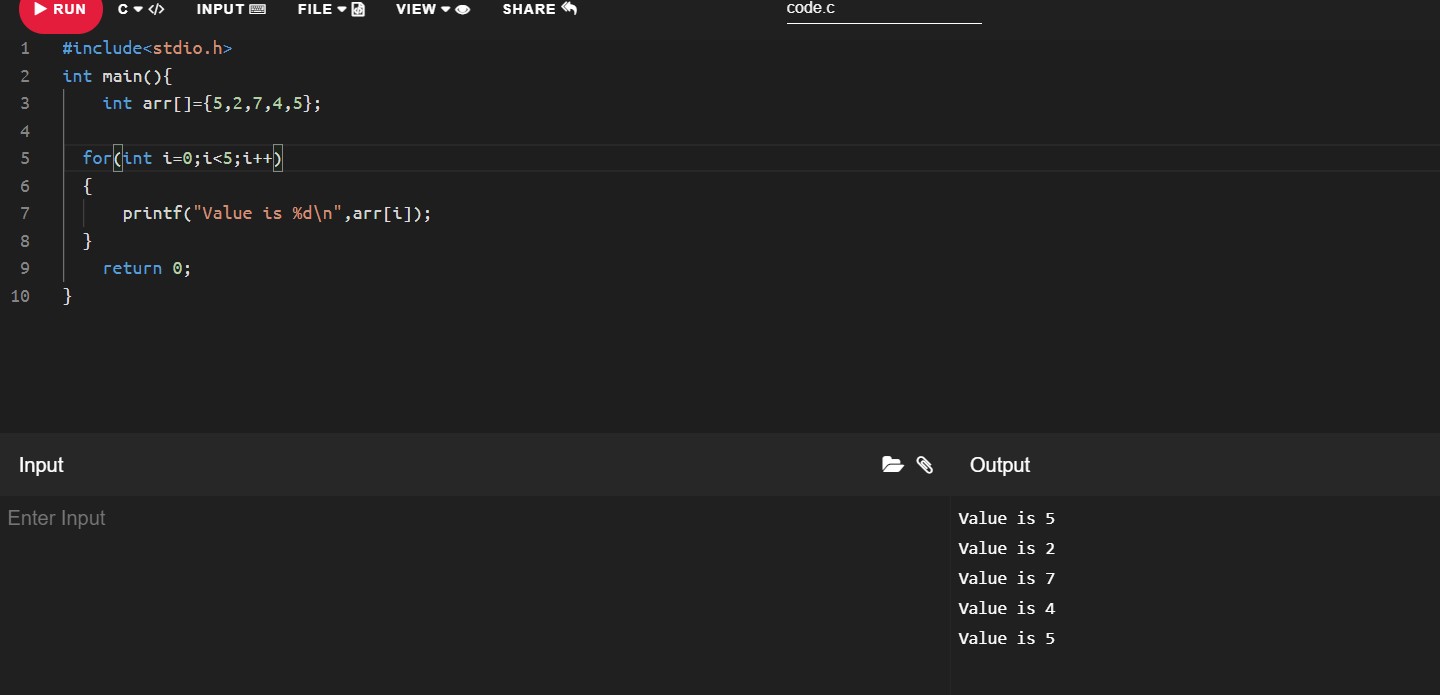 RUN C INPUT FILE VIEW SHARE code.c
1 #include<stdio.h>
2 int main(){
3     int arr[]={5,2,7,4,5};
4
5   for(int i=0;i<5;i++)
6   {
7       printf("Value is %d\n",arr[i]);
8   }
9     return 0;
10 }
Input Output
Enter Input
Value is 5
Value is 2
Value is 7
Value is 4
Value is 5